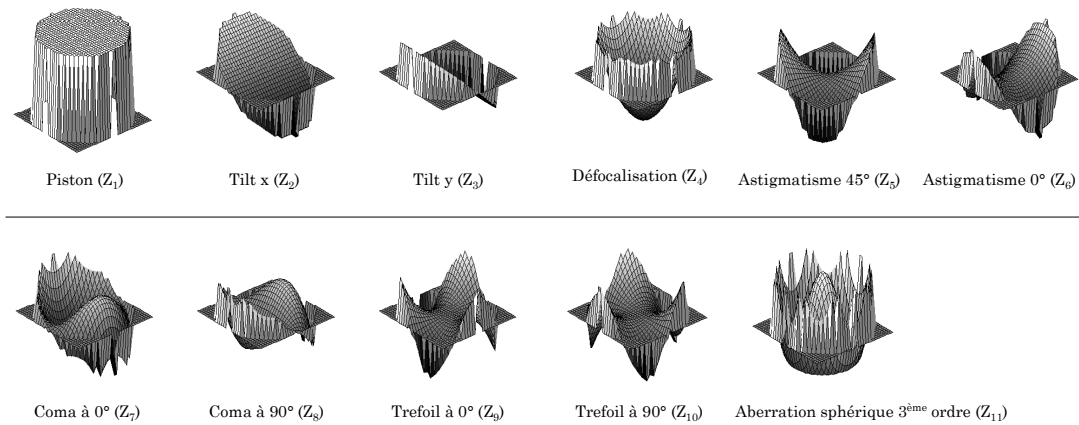 Piston (Z₁) Tilt x (Z₂) Tilt y (Z₃) Défocalisation (Z₄) Astigmatisme 45° (Z₅) Astigmatisme 0° (Z₆)
Coma à 0° (Z₇) Coma à 90° (Z₈) Trefoil à 0° (Z₉) Trefoil à 90° (Z₁₀) Aberration sphérique 3ème ordre (Z₁₁)